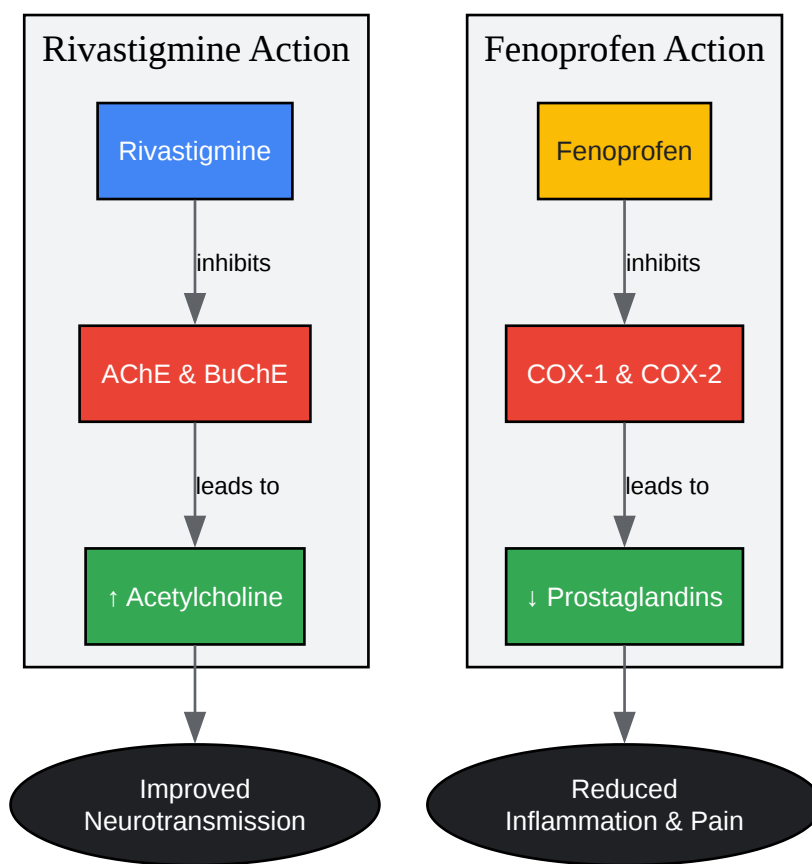 Rivastigmine Action
Rivastigmine
inhibits
AChE & BuChE
leads to
↑ Acetylcholine
Improved
Neurotransmission
Fenoprofen Action
Fenoprofen
inhibits
COX-1 & COX-2
leads to
↓ Prostaglandins
Reduced
Inflammation & Pain